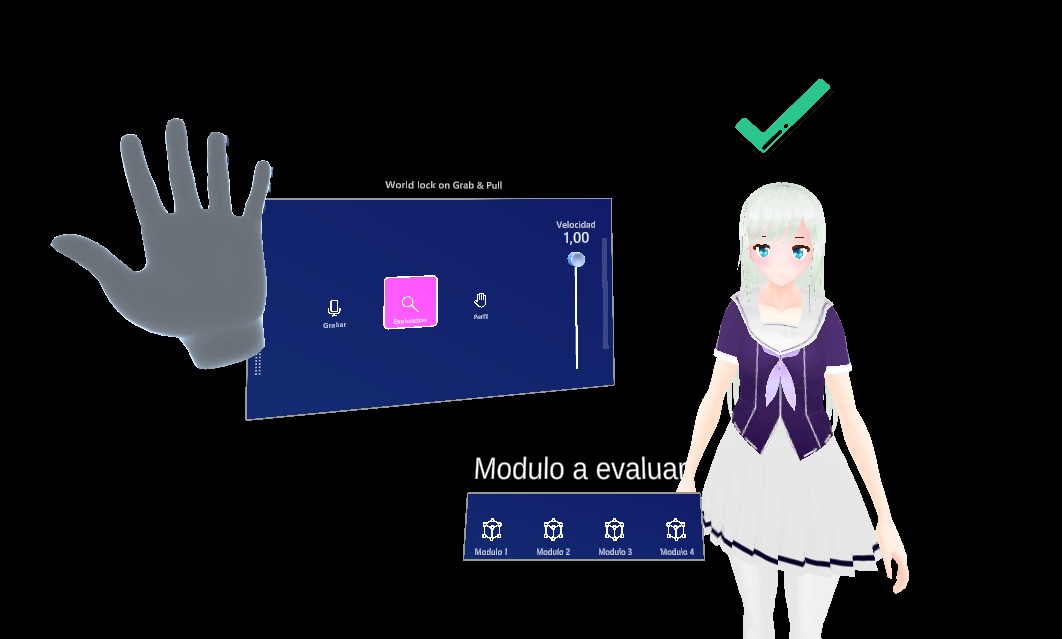 World lock on Grab & Pull
Velocidad
1,00
Grabar
Evaluacion
Perfil
Modulo a evaluar
Modulo 1
Modulo 2
Modulo 3
Modulo 4